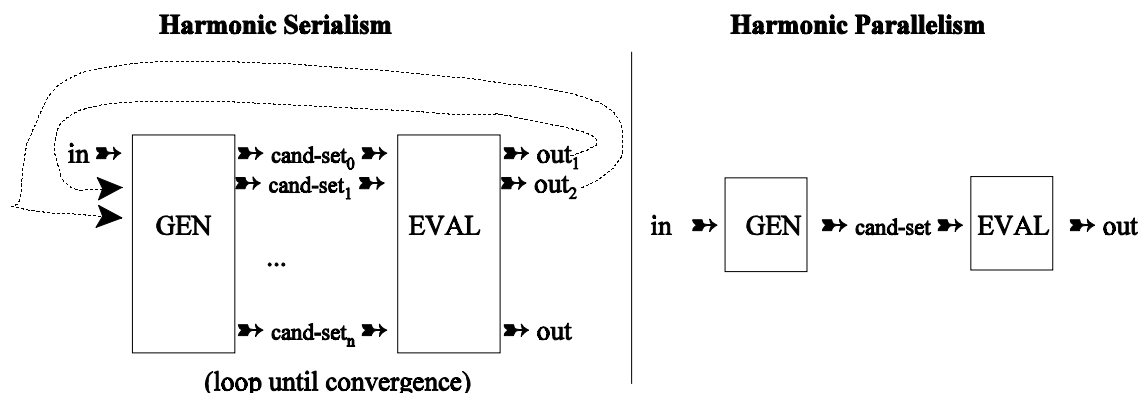 Harmonic Serialism
in
cand-set0
out1
cand-set1
out2
GEN
EVAL
...
cand-setn
out
(loop until convergence)
Harmonic Parallelism
in
GEN
cand-set
EVAL
out